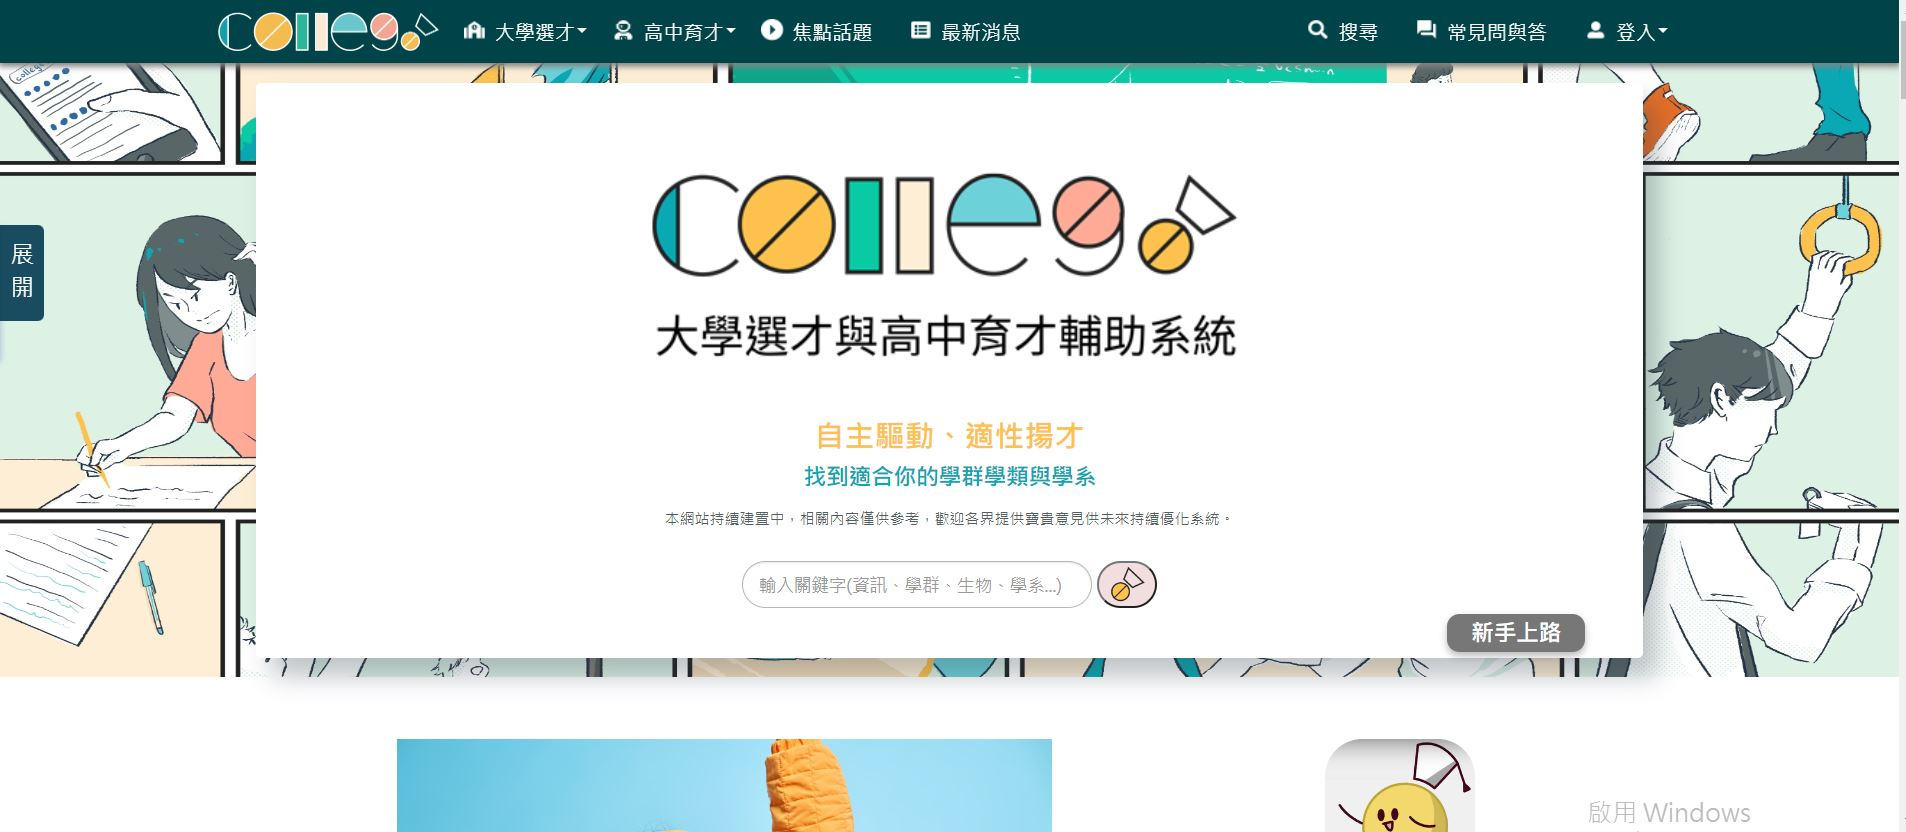 Collego
大學選才
高中育才
焦點話題
最新消息
搜尋
常見問與答
登入
展開
Collego
大學選才與高中育才輔助系統
自主驅動、適性揚才
找到適合你的學群學類與學系
本網站持續建置中，相關內容僅供參考，歡迎各界提供寶貴意見供未來持續優化系統。
輸入關鍵字(資訊、學群、生物、學系...)
新手上路
啟用 Windows